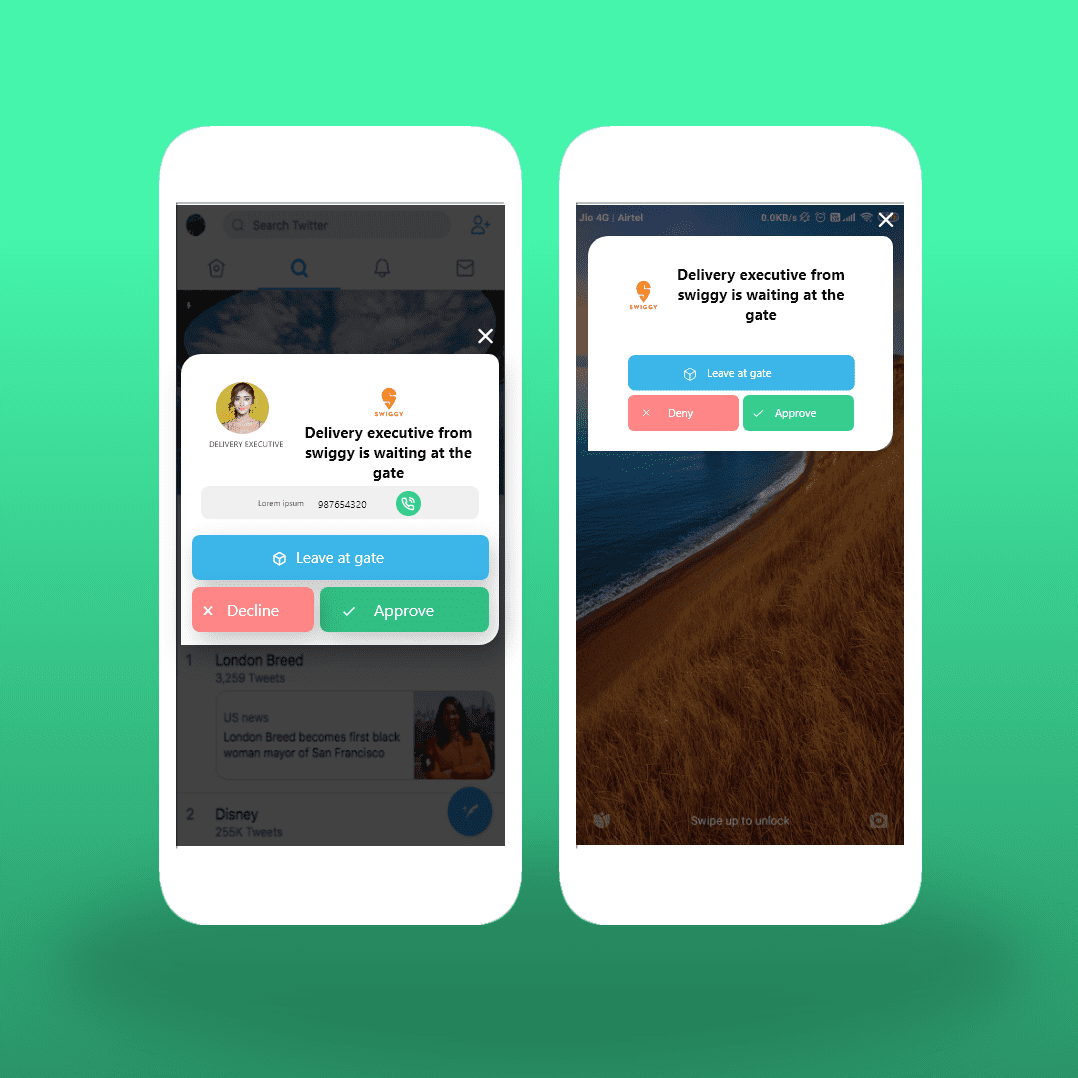 Search Twitter
SWIGGY
DELIVERY EXECUTIVE
Delivery executive from
swiggy is waiting at the
gate
Lorem ipsum 987654320
Leave at gate
Decline
Approve
1 London Breed
3,259 Tweets
US news
London Breed becomes first black
woman mayor of San Francisco
2 Disney
255K Tweets
JIo 4G | Airtel 0.0KB/s
SWIGGY
Delivery executive from
swiggy is waiting at the
gate
Leave at gate
Deny
Approve
Swipe up to unlock